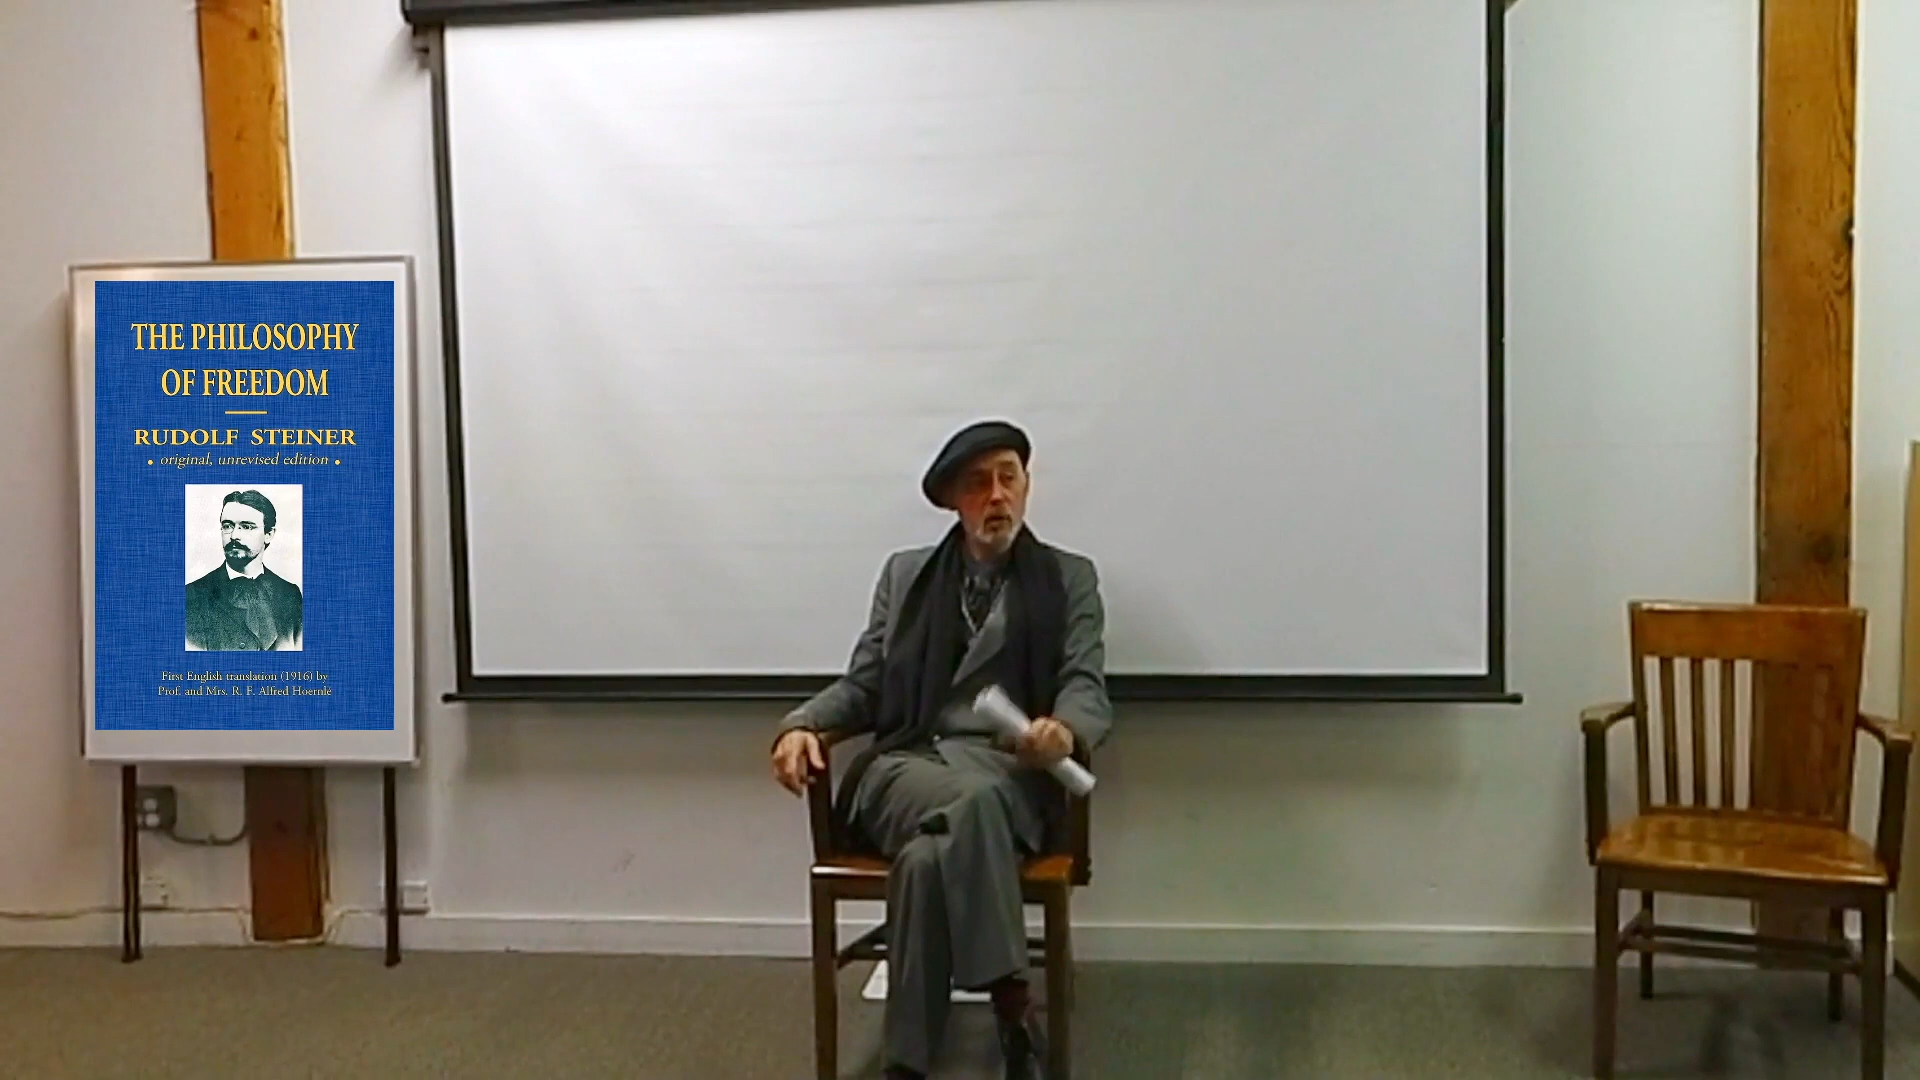 THE PHILOSOPHY
OF FREEDOM
RUDOLF STEINER
• original, unrevised edition •
First English translation (1916) by
Prof. and Mrs. R. F. Alfred Hoernlé